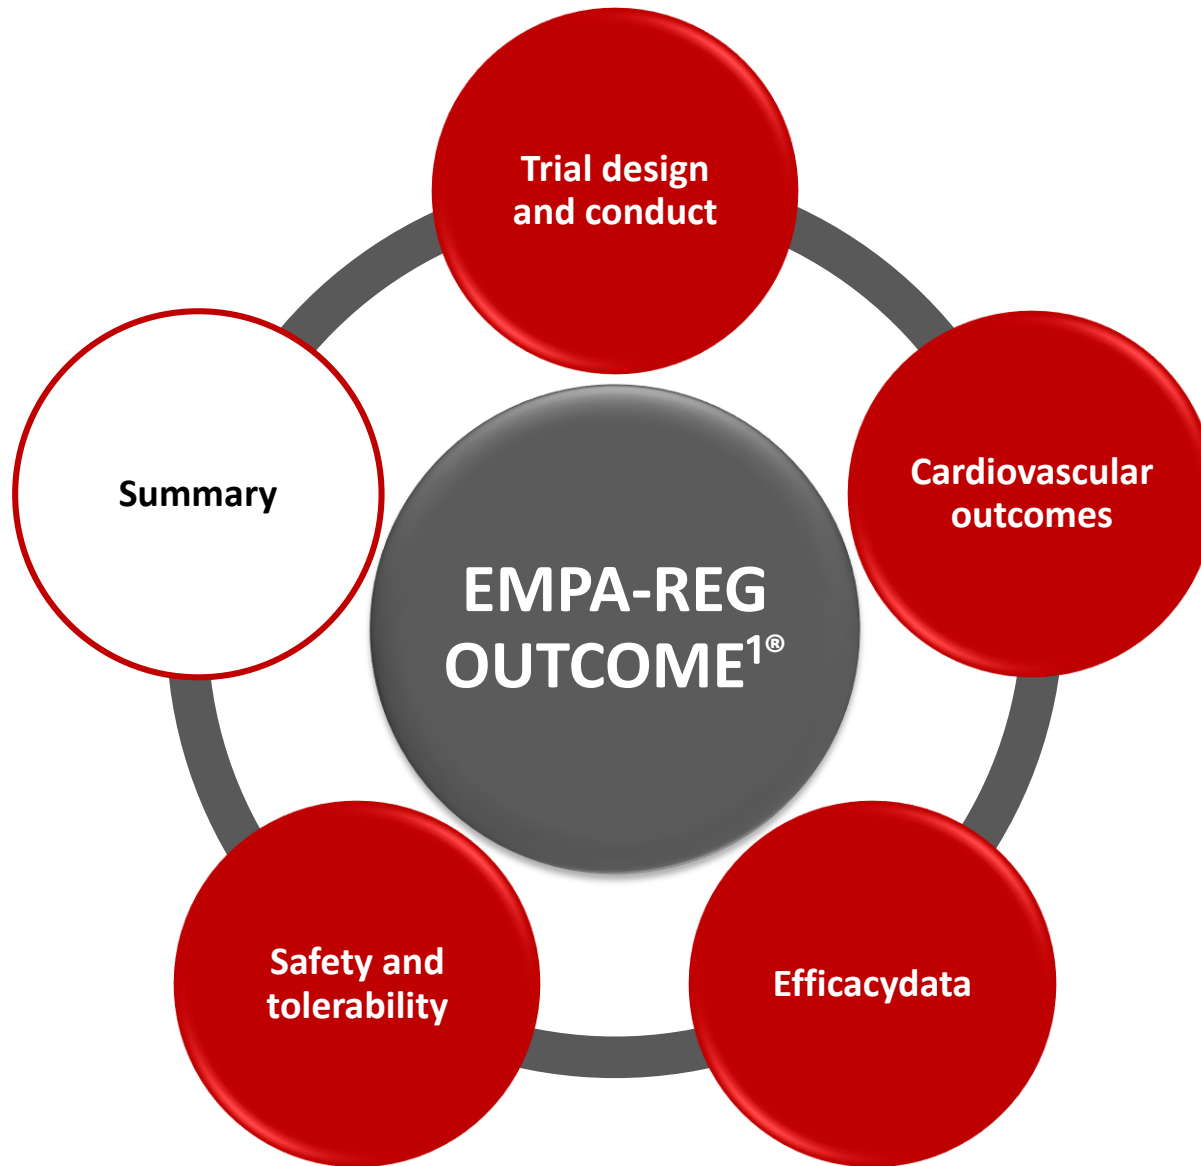 Trial design
and conduct
Cardiovascular
outcomes
Summary
EMPA-REG
OUTCOME¹®
Safety and
tolerability
Efficacydata